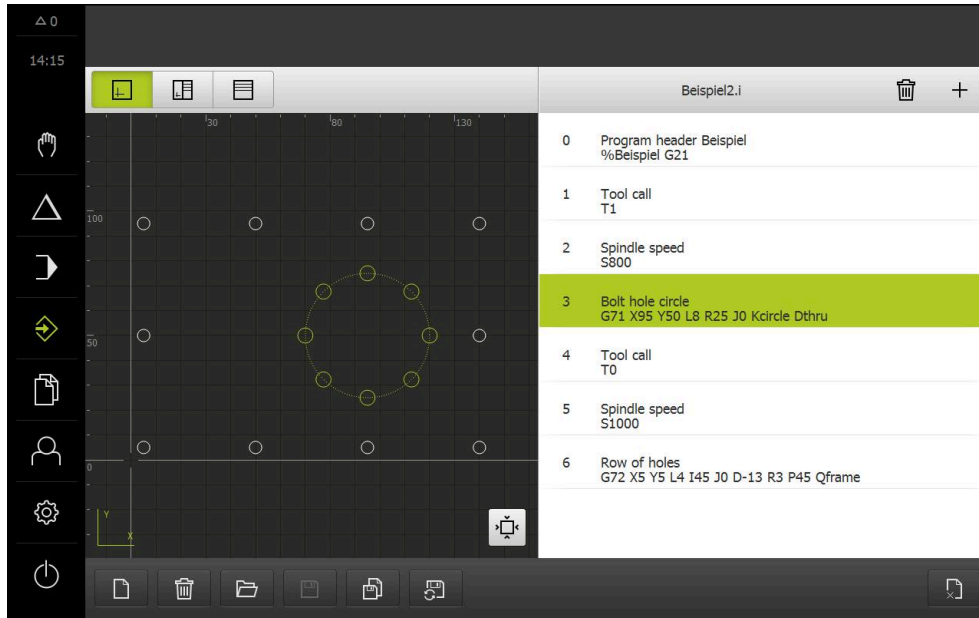 △ 0
14:15
Beispiel2.i
30 80 130
100
50
0
Y
X
0 Program header Beispiel
%Beispiel G21
1 Tool call
T1
2 Spindle speed
S800
3 Bolt hole circle
G71 X95 Y50 L8 R25 J0 Kcircle Dthru
4 Tool call
T0
5 Spindle speed
S1000
6 Row of holes
G72 X5 Y5 L4 I45 J0 D-13 R3 P45 Qframe